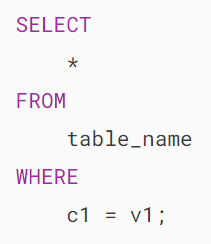 SELECT
*
FROM
table_name
WHERE
c1 = v1;